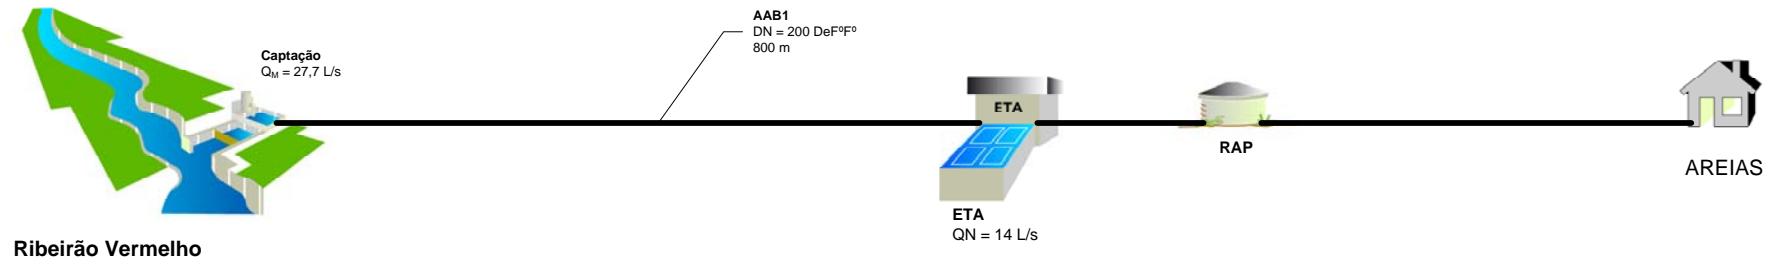 AAB1
DN = 200 DeFºFº
800 m
Captação
QM = 27,7 L/s
ETA
RAP
AREIAS
ETA
QN = 14 L/s
Ribeirão Vermelho